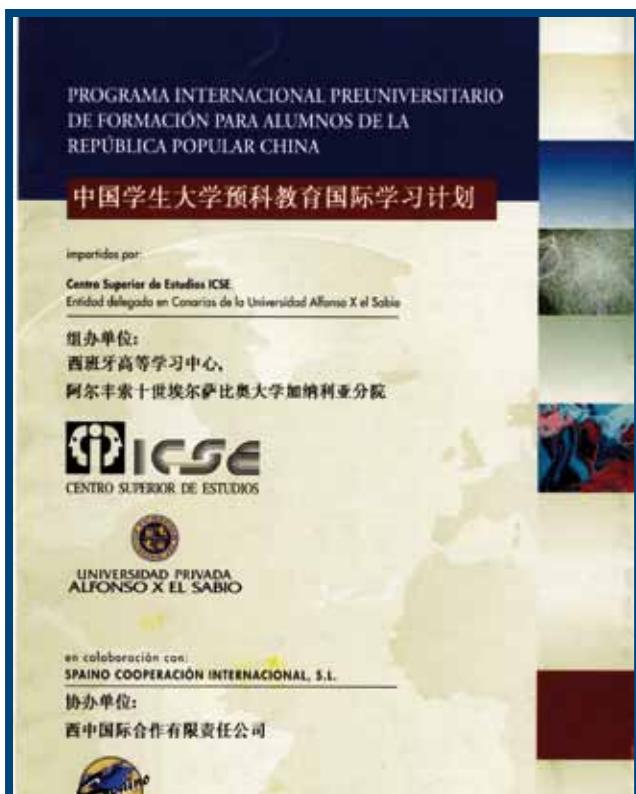 PROGRAMA INTERNACIONAL PREUNIVERSITARIO
DE FORMACIÓN PARA ALUMNOS DE LA
REPÚBLICA POPULAR CHINA
中国学生大学预科教育国际学习计划
impartidos por:
Centro Superior de Estudios ICSE.
Entidad delegada en Canarias de la Universidad Alfonso X el Sabio
组办单位:
西班牙高等学习中心,
阿尔丰索十世埃尔萨比奥大学加纳利亚分院
ICSE
CENTRO SUPERIOR DE ESTUDIOS
UNIVERSIDAD PRIVADA
ALFONSO X EL SABIO
en colaboración con:
SPAINO COOPERACIÓN INTERNACIONAL, S.L.
协办单位:
西中国际合作有限责任公司